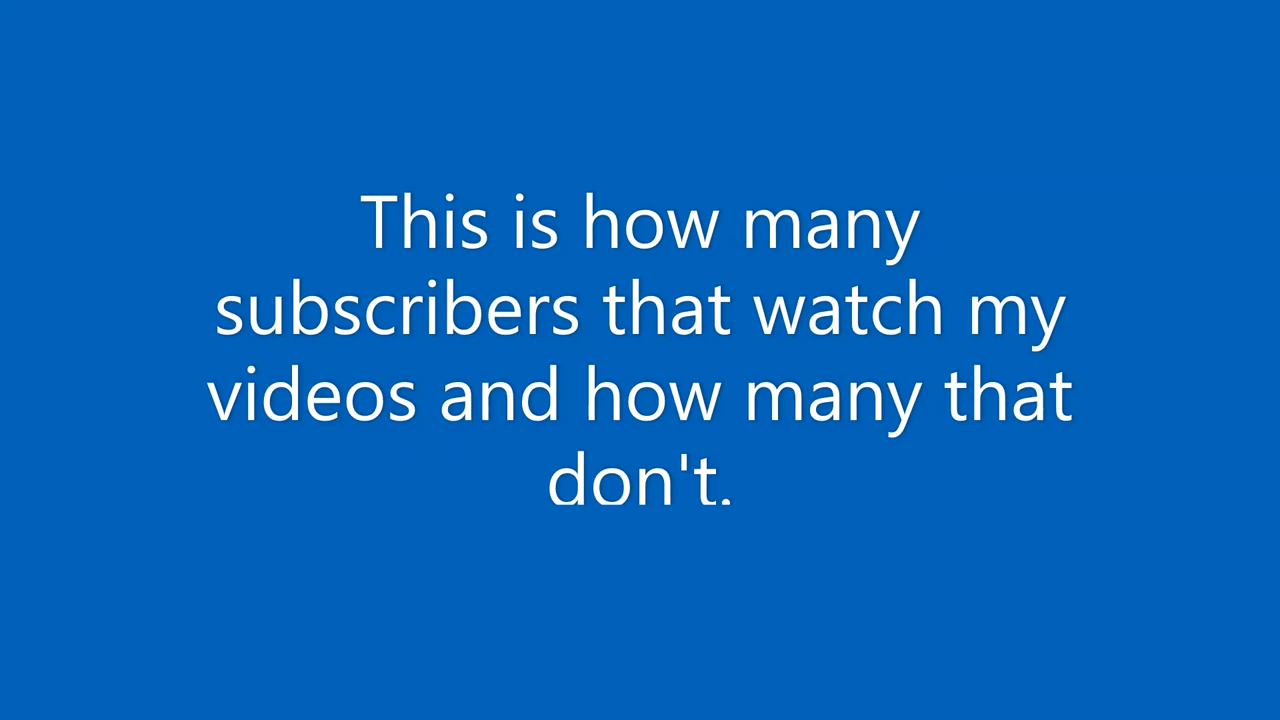 This is how many
subscribers that watch my
videos and how many that
don't.